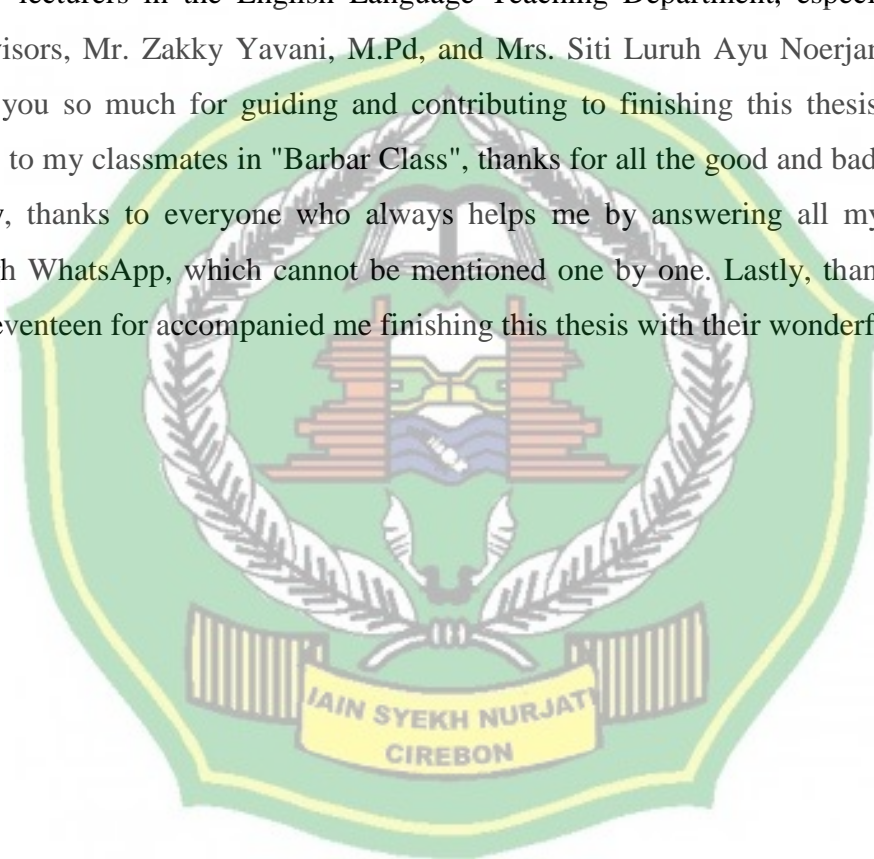 lecturers in the English Language Teaching Department, especi
visors, Mr. Zakky Yavani, M.Pd, and Mrs. Siti Luruh Ayu Noerjan
you so much for guiding and contributing to finishing this thesis
to my classmates in "Barbar Class", thanks for all the good and bad
, thanks to everyone who always helps me by answering all my
h WhatsApp, which cannot be mentioned one by one. Lastly, than
eventeen for accompanied me finishing this thesis with their wonderf
IAIN SYEKH NURJATI
CIREBON